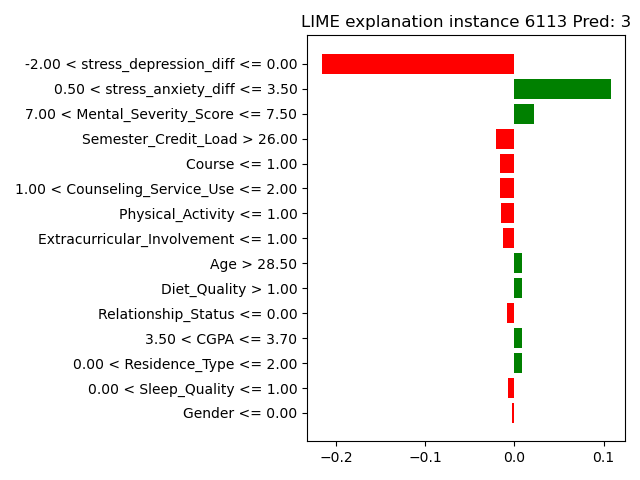 LIME explanation instance 6113 Pred: 3
-2.00 < stress_depression_diff <= 0.00
0.50 < stress_anxiety_diff <= 3.50
7.00 < Mental_Severity_Score <= 7.50
Semester_Credit_Load > 26.00
Course <= 1.00
1.00 < Counseling_Service_Use <= 2.00
Physical_Activity <= 1.00
Extracurricular_Involvement <= 1.00
Age > 28.50
Diet_Quality > 1.00
Relationship_Status <= 0.00
3.50 < CGPA <= 3.70
0.00 < Residence_Type <= 2.00
0.00 < Sleep_Quality <= 1.00
Gender <= 0.00
−0.2 −0.1 0.0 0.1